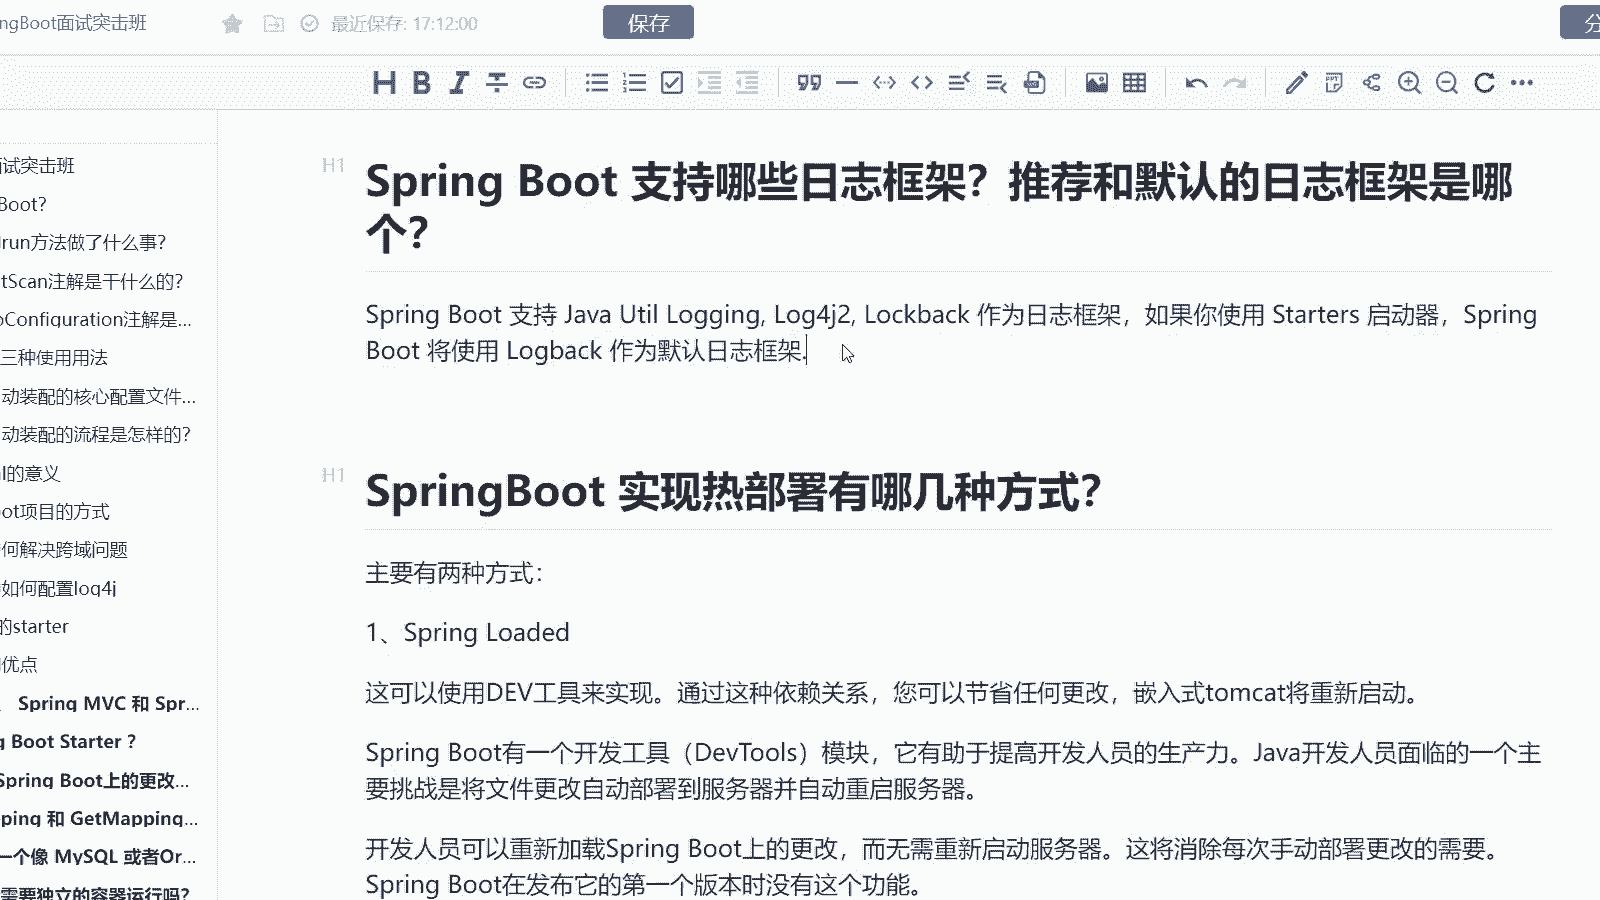 ngBoot面试突击班
最近保存: 17:12:00
保存
分
H B I
面试突击班
Boot？
run方法做了什么事？
tScan注解是干什么的？
oConfiguration注解是...
三种使用用法
动装配的核心配置文件...
动装配的流程是怎样的？
的意义
ot项目的方式
何解决跨域问题
如何配置log4j
的starter
优点
、 Spring MVC 和 Spr...
g Boot Starter ？
Spring Boot上的更改...
ping 和 GetMapping...
一个像 MySQL 或者Or...
需要独立的容器运行吗？
H1
Spring Boot 支持哪些日志框架？推荐和默认的日志框架是哪
个？
Spring Boot 支持 Java Util Logging, Log4j2, Lockback 作为日志框架，如果你使用 Starters 启动器，Spring
Boot 将使用 Logback 作为默认日志框架.
H1
SpringBoot 实现热部署有哪几种方式？
主要有两种方式：
1、Spring Loaded
这可以使用DEV工具来实现。通过这种依赖关系，您可以节省任何更改，嵌入式tomcat将重新启动。
Spring Boot有一个开发工具（DevTools）模块，它有助于提高开发人员的生产力。Java开发人员面临的一个主
要挑战是将文件更改自动部署到服务器并自动重启服务器。
开发人员可以重新加载Spring Boot上的更改，而无需重新启动服务器。这将消除每次手动部署更改的需要。
Spring Boot在发布它的第一个版本时没有这个功能。